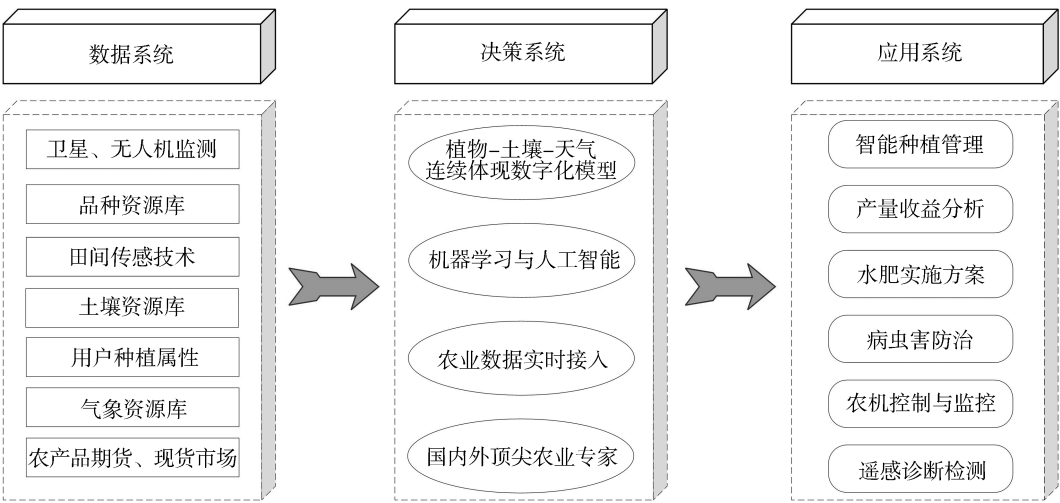 数据系统
卫星、无人机监测
品种资源库
田间传感技术
土壤资源库
用户种植属性
气象资源库
农产品期货、现货市场
决策系统
植物-土壤-天气
连续体现数字化模型
机器学习与人工智能
农业数据实时接入
国内外顶尖农业专家
应用系统
智能种植管理
产量收益分析
水肥实施方案
病虫害防治
农机控制与监控
遥感诊断检测